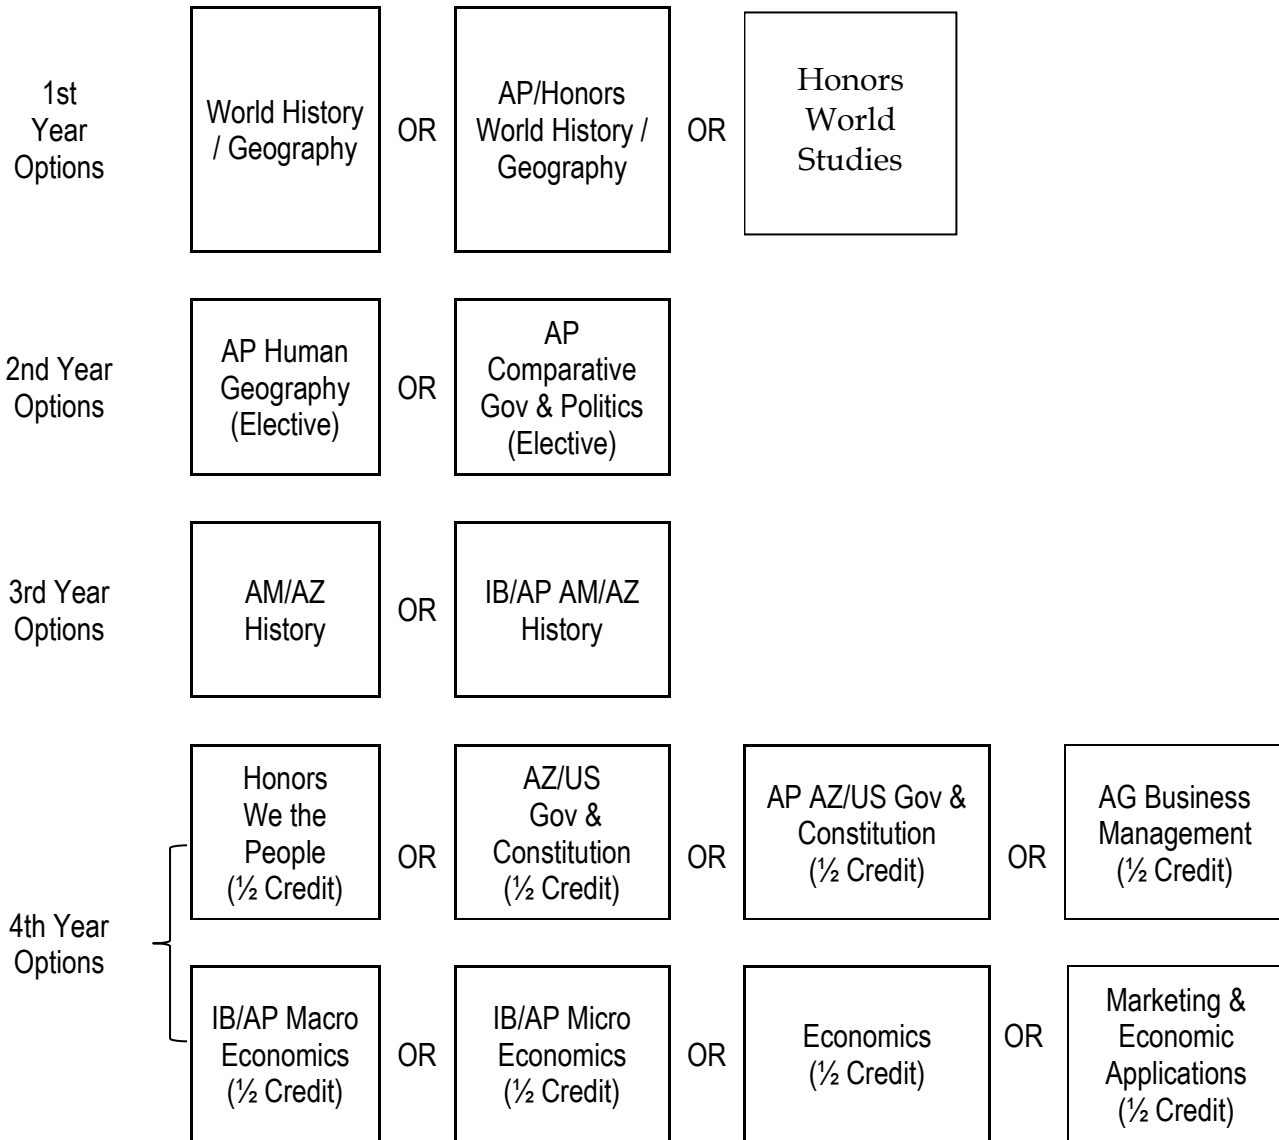 1st
Year
Options
World History
/ Geography
OR
AP/Honors
World History /
Geography
OR
Honors
World
Studies
2nd Year
Options
AP Human
Geography
(Elective)
OR
AP
Comparative
Gov & Politics
(Elective)
3rd Year
Options
AM/AZ
History
OR
IB/AP AM/AZ
History
4th Year
Options
Honors
We the
People
(½ Credit)
OR
AZ/US
Gov &
Constitution
(½ Credit)
OR
AP AZ/US Gov &
Constitution
(½ Credit)
OR
AG Business
Management
(½ Credit)
IB/AP Macro
Economics
(½ Credit)
OR
IB/AP Micro
Economics
(½ Credit)
OR
Economics
(½ Credit)
OR
Marketing &
Economic
Applications
(½ Credit)